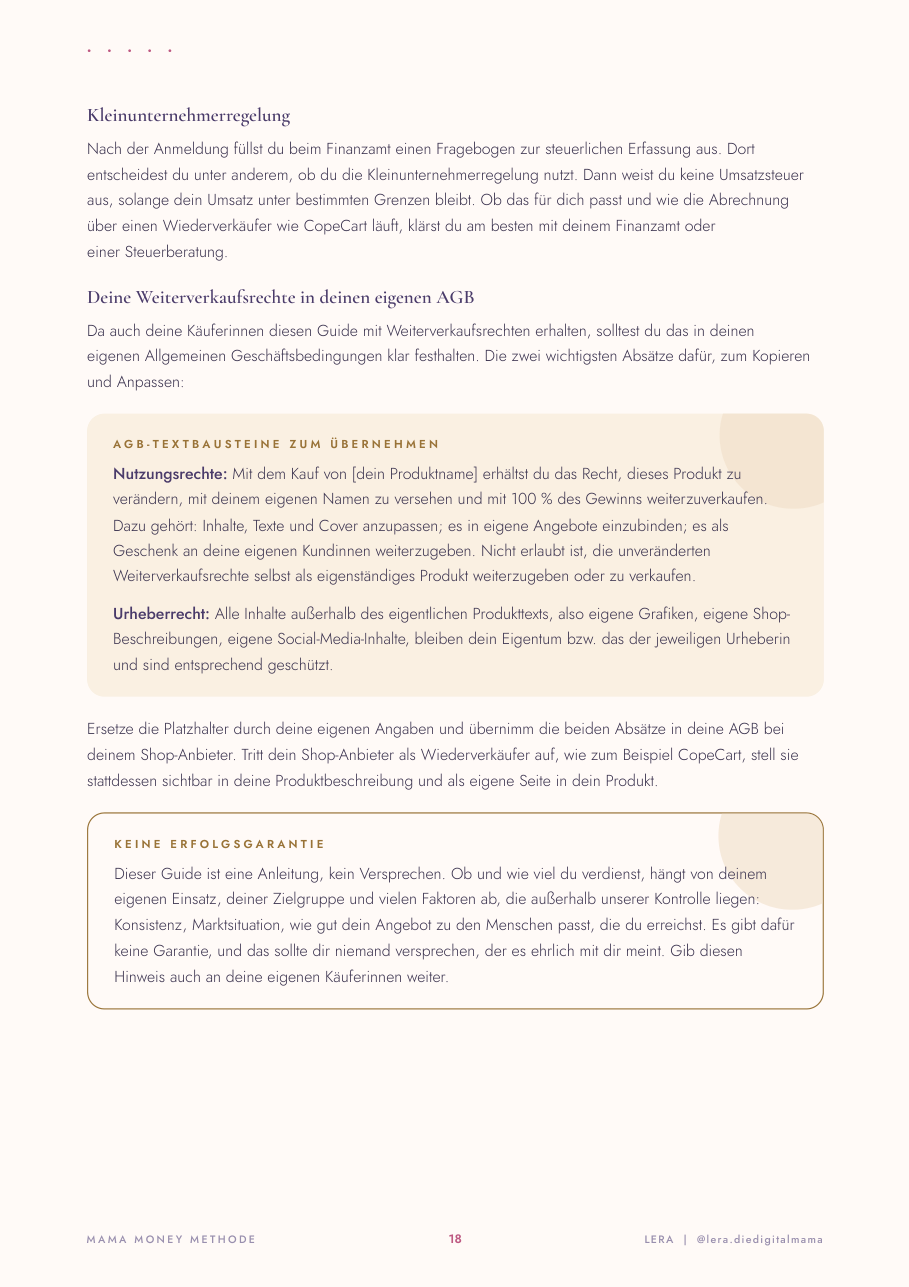 Kleinunternehmerregelung
Nach der Anmeldung füllst du beim Finanzamt einen Fragebogen zur steuerlichen Erfassung aus. Dort
entscheidest du unter anderem, ob du die Kleinunternehmerregelung nutzt. Dann weist du keine Umsatzsteuer
aus, solange dein Umsatz unter bestimmten Grenzen bleibt. Ob das für dich passt und wie die Abrechnung
über einen Wiederverkäufer wie CopeCart läuft, klärst du am besten mit deinem Finanzamt oder
einer Steuerberatung.
Deine Weiterverkaufsrechte in deinen eigenen AGB
Da auch deine Käuferinnen diesen Guide mit Weiterverkaufsrechten erhalten, solltest du das in deinen
eigenen Allgemeinen Geschäftsbedingungen klar festhalten. Die zwei wichtigsten Absätze dafür, zum Kopieren
und Anpassen:
AGB-TEXTBAUSTEINE ZUM ÜBERNEHMEN
Nutzungsrechte: Mit dem Kauf von [dein Produktname] erhältst du das Recht, dieses Produkt zu
verändern, mit deinem eigenen Namen zu versehen und mit 100 % des Gewinns weiterzuverkaufen.
Dazu gehört: Inhalte, Texte und Cover anzupassen; es in eigene Angebote einzubinden; es als
Geschenk an deine eigenen Kundinnen weiterzugeben. Nicht erlaubt ist, die unveränderten
Weiterverkaufsrechte selbst als eigenständiges Produkt weiterzugeben oder zu verkaufen.
Urheberrecht: Alle Inhalte außerhalb des eigentlichen Produkttexts, also eigene Grafiken, eigene Shop-
Beschreibungen, eigene Social-Media-Inhalte, bleiben dein Eigentum bzw. das der jeweiligen Urheberin
und sind entsprechend geschützt.
Ersetze die Platzhalter durch deine eigenen Angaben und übernimm die beiden Absätze in deine AGB bei
deinem Shop-Anbieter. Tritt dein Shop-Anbieter als Wiederverkäufer auf, wie zum Beispiel CopeCart, stell sie
stattdessen sichtbar in deine Produktbeschreibung und als eigene Seite in dein Produkt.
KEINE ERFOLGSGARANTIE
Dieser Guide ist eine Anleitung, kein Versprechen. Ob und wie viel du verdienst, hängt von deinem
eigenen Einsatz, deiner Zielgruppe und vielen Faktoren ab, die außerhalb unserer Kontrolle liegen:
Konsistenz, Marktsituation, wie gut dein Angebot zu den Menschen passt, die du erreichst. Es gibt dafür
keine Garantie, und das sollte dir niemand versprechen, der es ehrlich mit dir meint. Gib diesen
Hinweis auch an deine eigenen Käuferinnen weiter.
MAMA MONEY METHODE
18
LERA | @lera.diedigitalmama